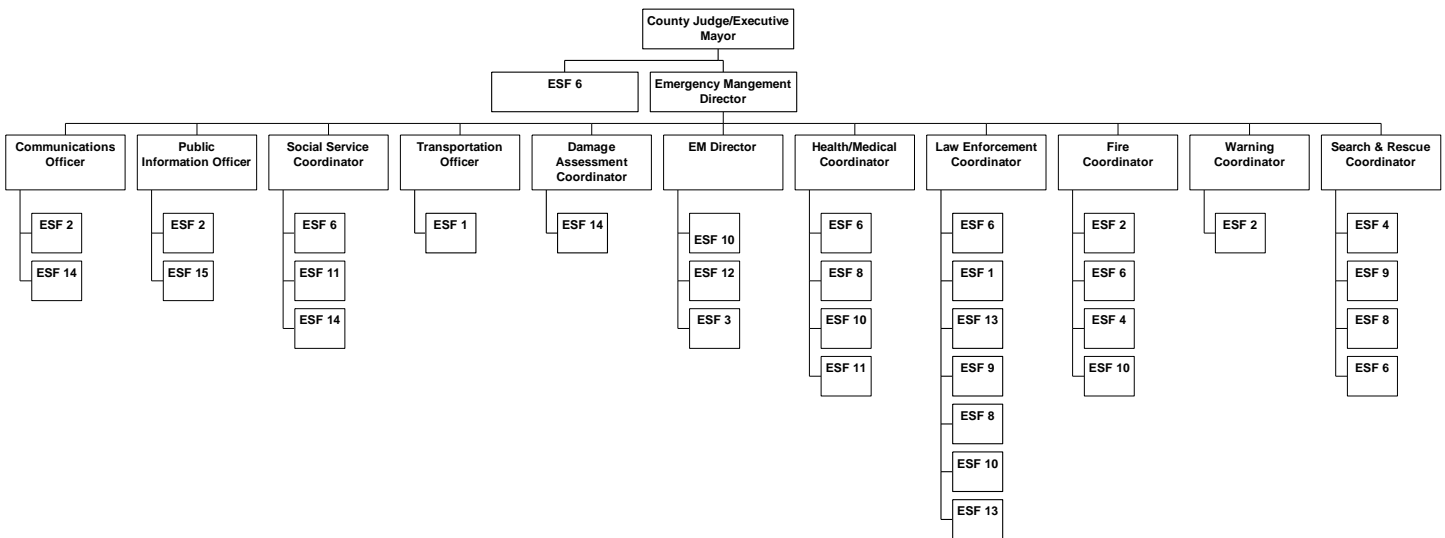 County Judge/Executive
Mayor
ESF 6
Emergency Mangement
Director
Communications
Officer
Public
Information Officer
Social Service
Coordinator
Transportation
Officer
Damage
Assessment
Coordinator
EM Director
Health/Medical
Coordinator
Law Enforcement
Coordinator
Fire
Coordinator
Warning
Coordinator
Search & Rescue
Coordinator
ESF 2
ESF 14
ESF 2
ESF 15
ESF 6
ESF 11
ESF 14
ESF 1
ESF 14
ESF 10
ESF 12
ESF 3
ESF 6
ESF 8
ESF 10
ESF 11
ESF 6
ESF 1
ESF 13
ESF 9
ESF 8
ESF 10
ESF 13
ESF 2
ESF 6
ESF 4
ESF 10
ESF 2
ESF 4
ESF 9
ESF 8
ESF 6